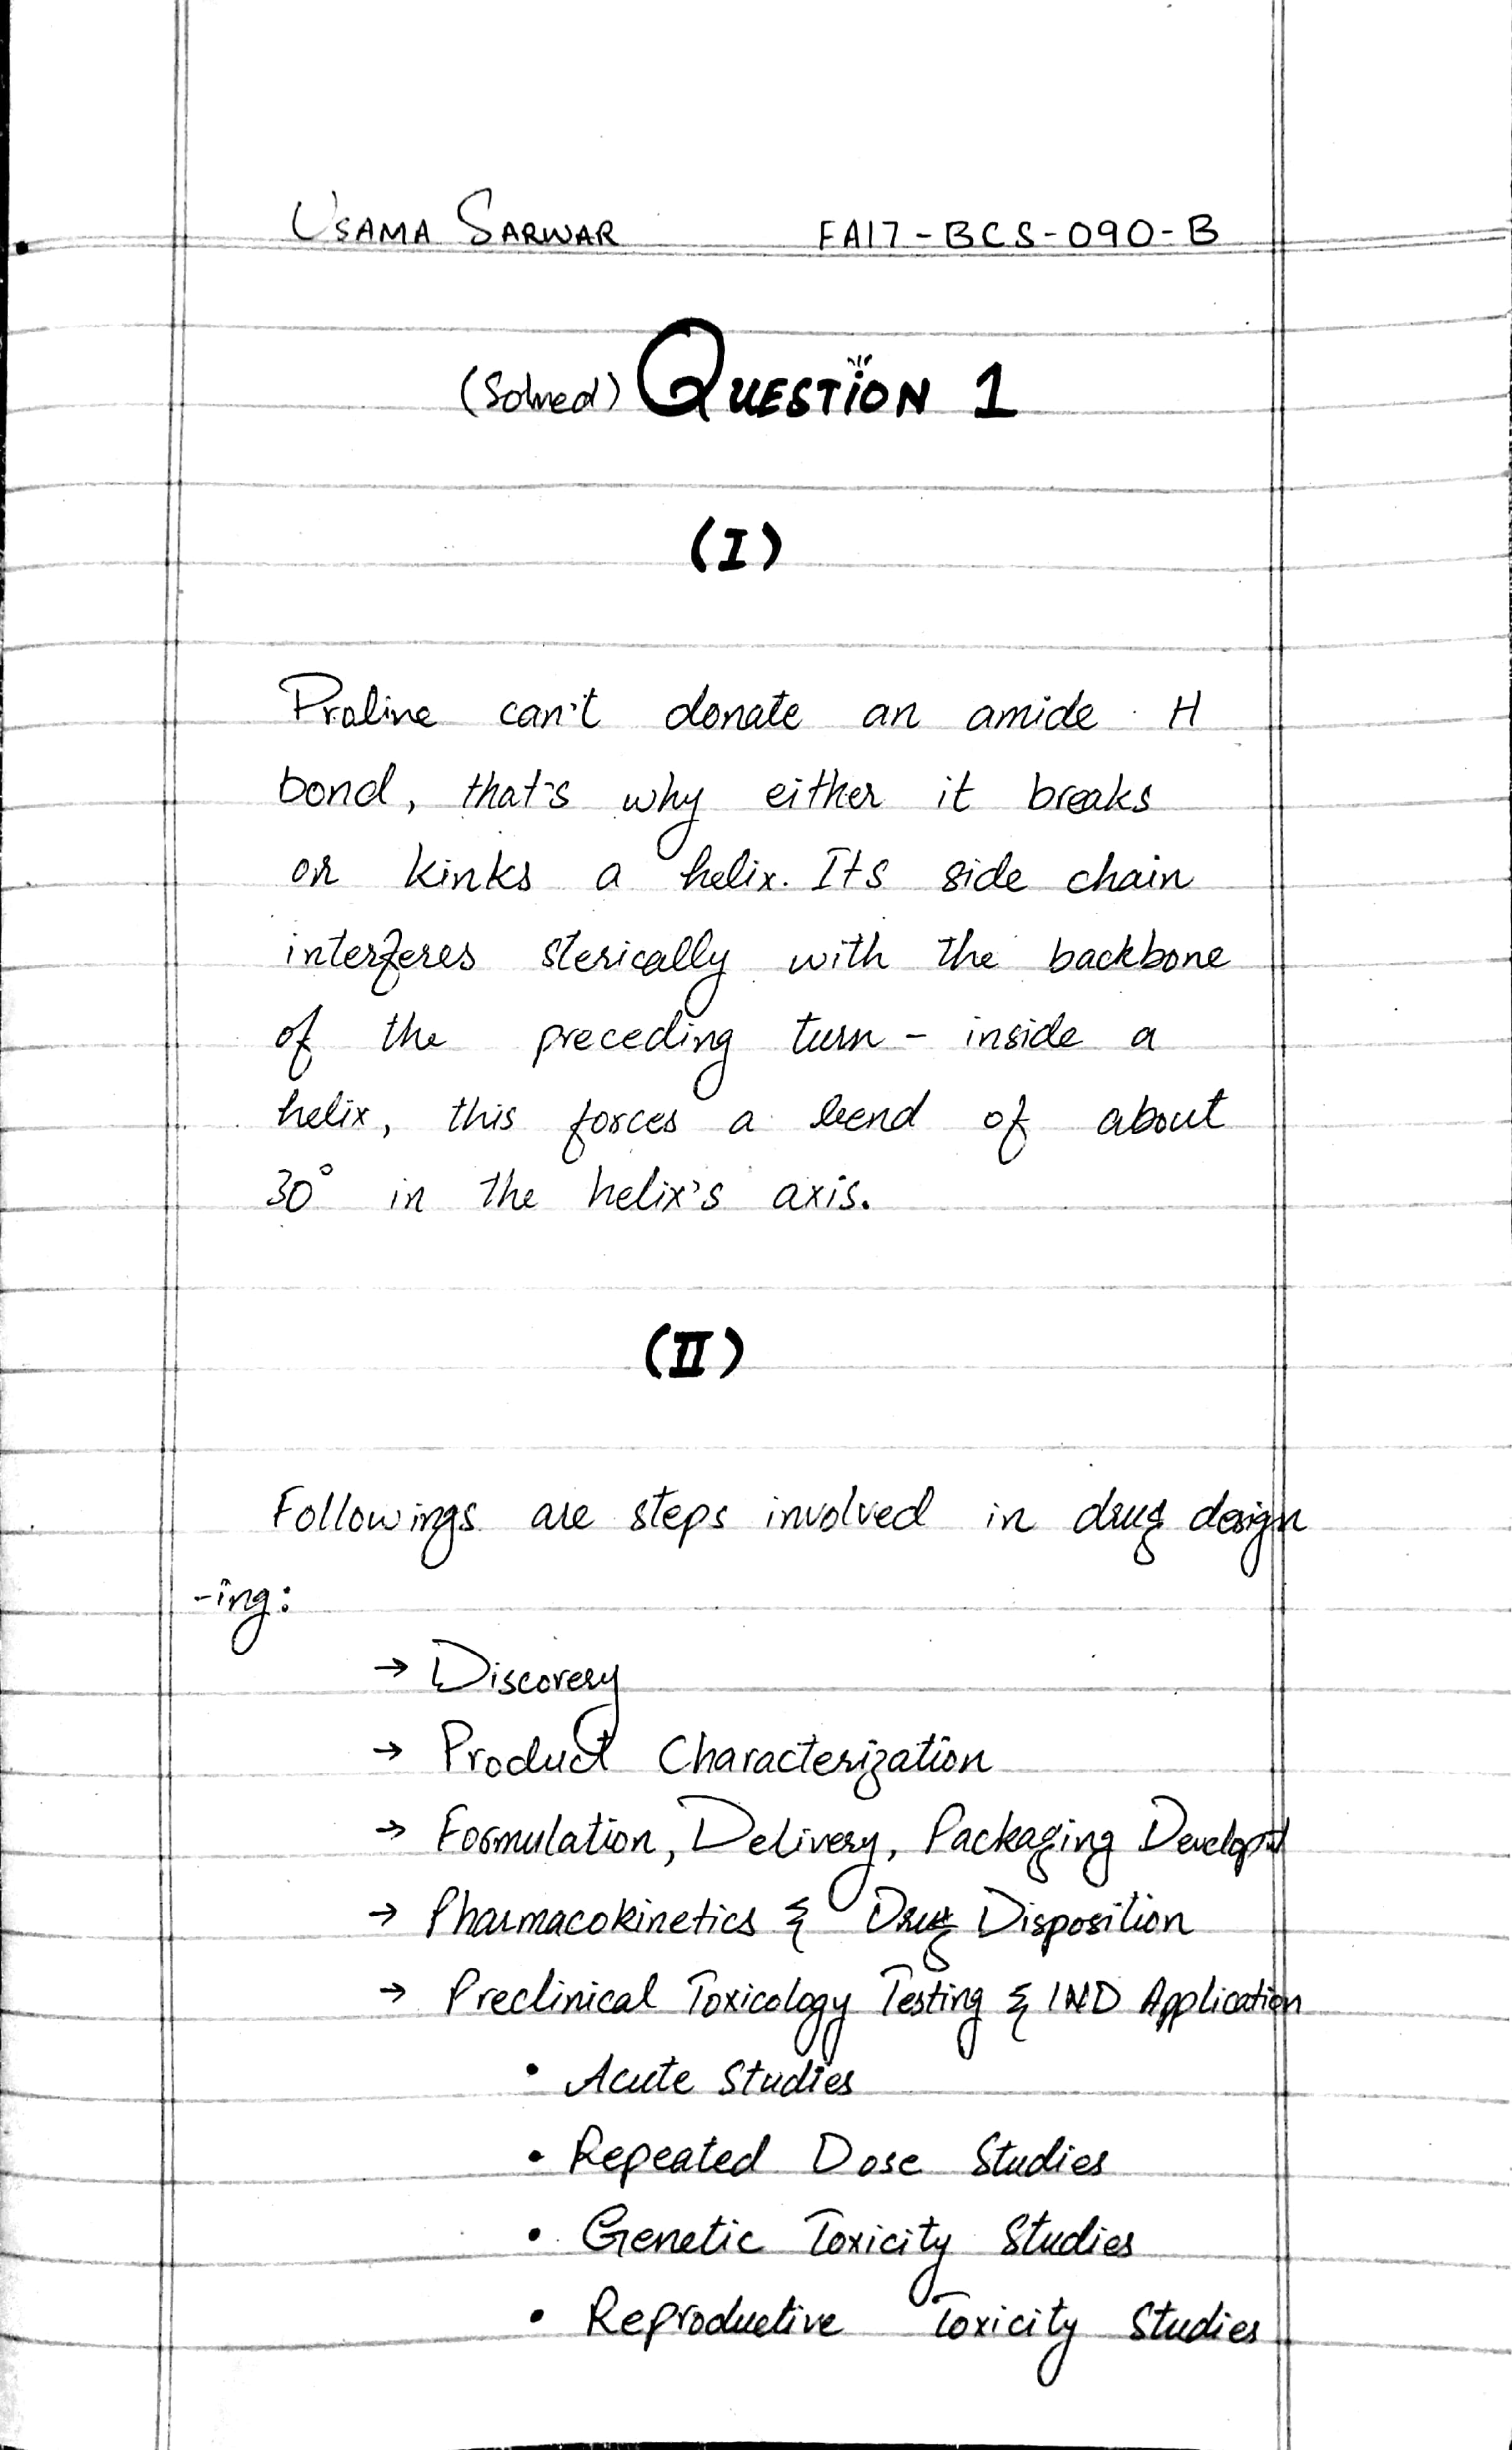 USAMA SARWAR FA17-BCS-090-B
(Solved) QUESTION 1
(I)
Proline can't donate an amide H
bond, that's why either it breaks
or kinks a helix. Its side chain
interferes sterically with the backbone
of the preceding turn - inside a
helix, this forces a bend of about
30° in the helix's axis.
(II)
Followings are steps involved in drug design
-ing:
→ Discovery
→ Product Characterization
→ Formulation, Delivery, Packaging Develop't
→ Pharmacokinetics & Drug Disposition
→ Preclinical Toxicology Testing & IND Application
• Acute Studies
• Repeated Dose Studies
• Genetic Toxicity Studies
• Reproductive Toxicity Studies